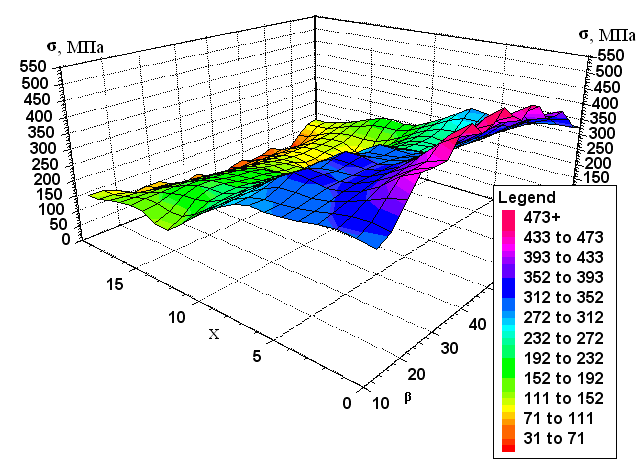 σ, МПа
σ, МПа
550
500
450
400
350
300
250
200
150
100
50
0
550
500
450
400
350
300
250
200
150
15
10
5
0
X
10
20
30
40
β
Legend
473+
433 to 473
393 to 433
352 to 393
312 to 352
272 to 312
232 to 272
192 to 232
152 to 192
111 to 152
71 to 111
31 to 71